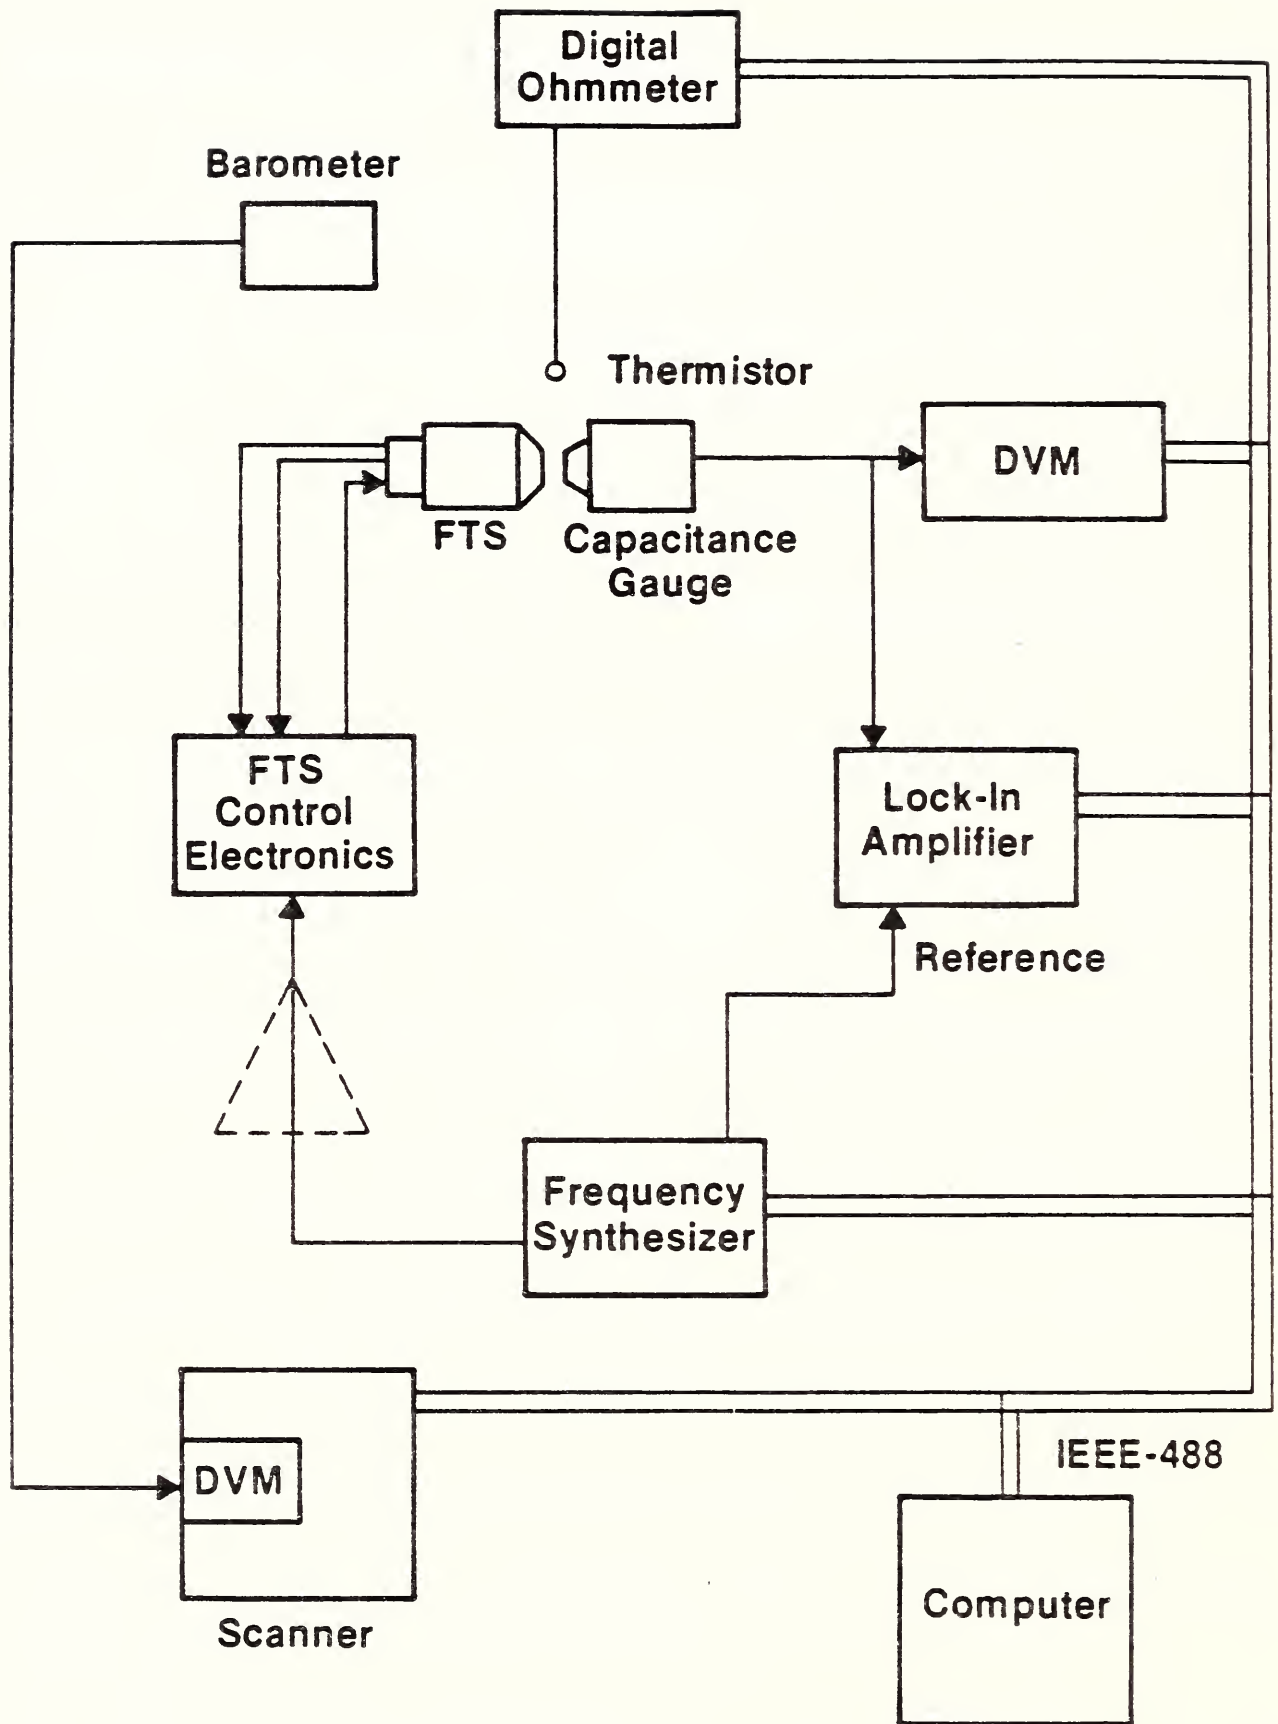 Digital
Ohmmeter
Barometer
Thermistor
DVM
FTS
Capacitance
Gauge
FTS
Control
Electronics
Lock-In
Amplifier
Reference
Frequency
Synthesizer
IEEE-488
DVM
Computer
Scanner